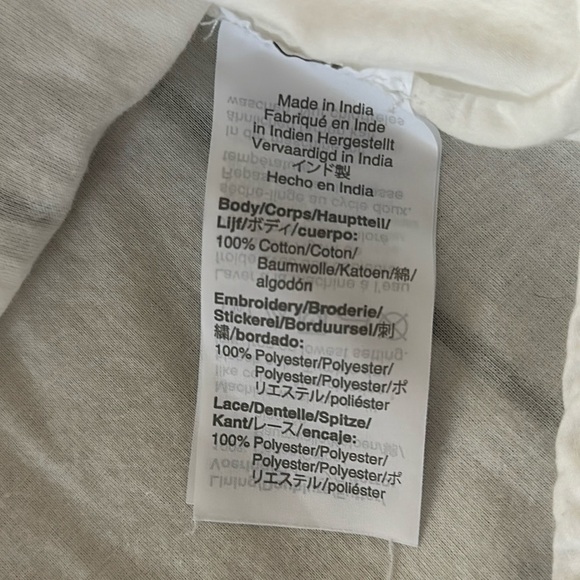 Made in India
Fabriqué en Inde
in Indien Hergestellt
Vervaardigd in India
インド製
Hecho en India
Body/Corps/Hauptteil/
Lijf/ボディ/cuerpo:
100% Cotton/Coton/
Baumwolle/Katoen/綿/
algodón
Embroidery/Broderie/
Stickerei/Borduursel/刺
繍/bordado:
100% Polyester/Polyester/
Polyester/Polyester/ポ
リエステル/poliéster
Lace/Dentelle/Spitze/
Kant/レース/encaje:
100% Polyester/Polyester/
Polyester/Polyester/ポ
リエステル/poliéster